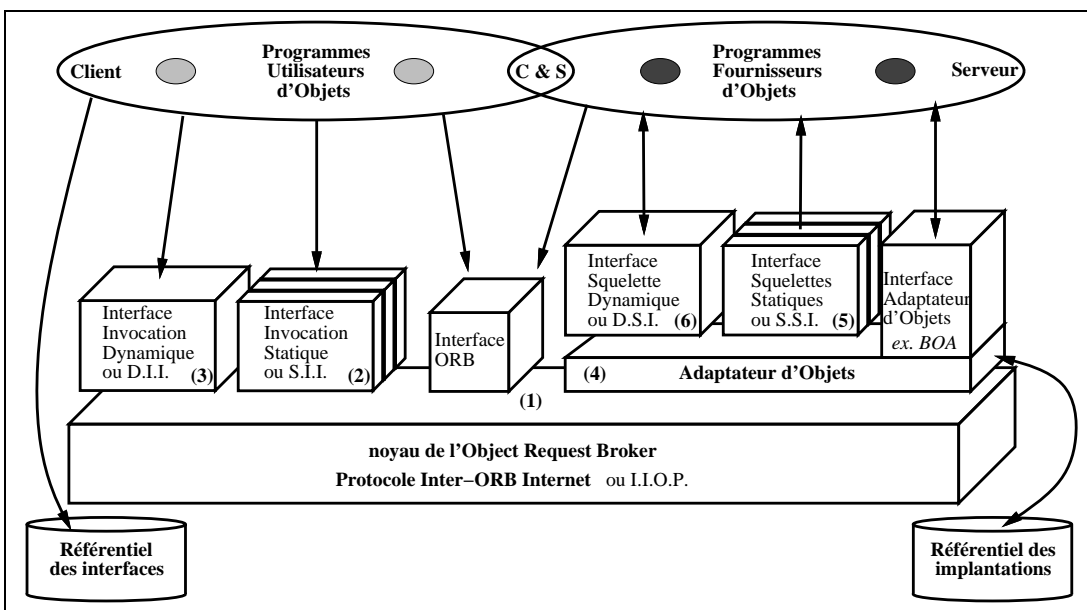 Client
Programmes
Utilisateurs
d'Objets
C & S
Programmes
Fournisseurs
d'Objets
Serveur
Interface
Invocation
Dynamique
ou D.I.I.
(3)
Interface
Invocation
Statique
ou S.I.I.
(2)
Interface
ORB
(1)
Interface
Squelette
Dynamique
ou D.S.I.
(6)
Interface
Squelettes
Statiques
ou S.S.I.
(5)
Interface
Adaptateur
d'Objets
ex. BOA
(4)
Adaptateur d'Objets
noyau de l'Object Request Broker
Protocole Inter−ORB Internet ou I.I.O.P.
Référentiel
des interfaces
Référentiel des
implantations